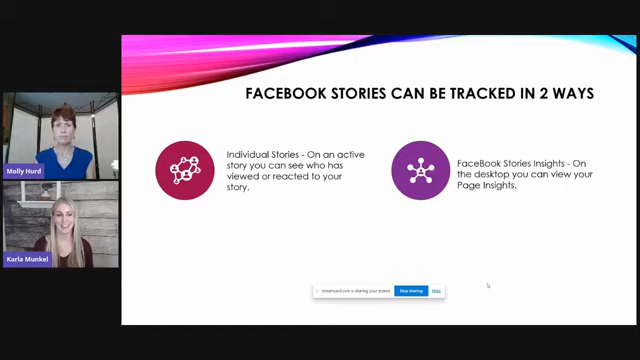 FACEBOOK STORIES CAN BE TRACKED IN 2 WAYS
Individual Stories - On an active
story you can see who has
viewed or reacted to your
story.
FaceBook Stories Insights - On
the desktop you can view your
Page Insights.
Molly Hurd
Karla Munkel
streamyard.com is sharing your screen.
Stop sharing
Hide